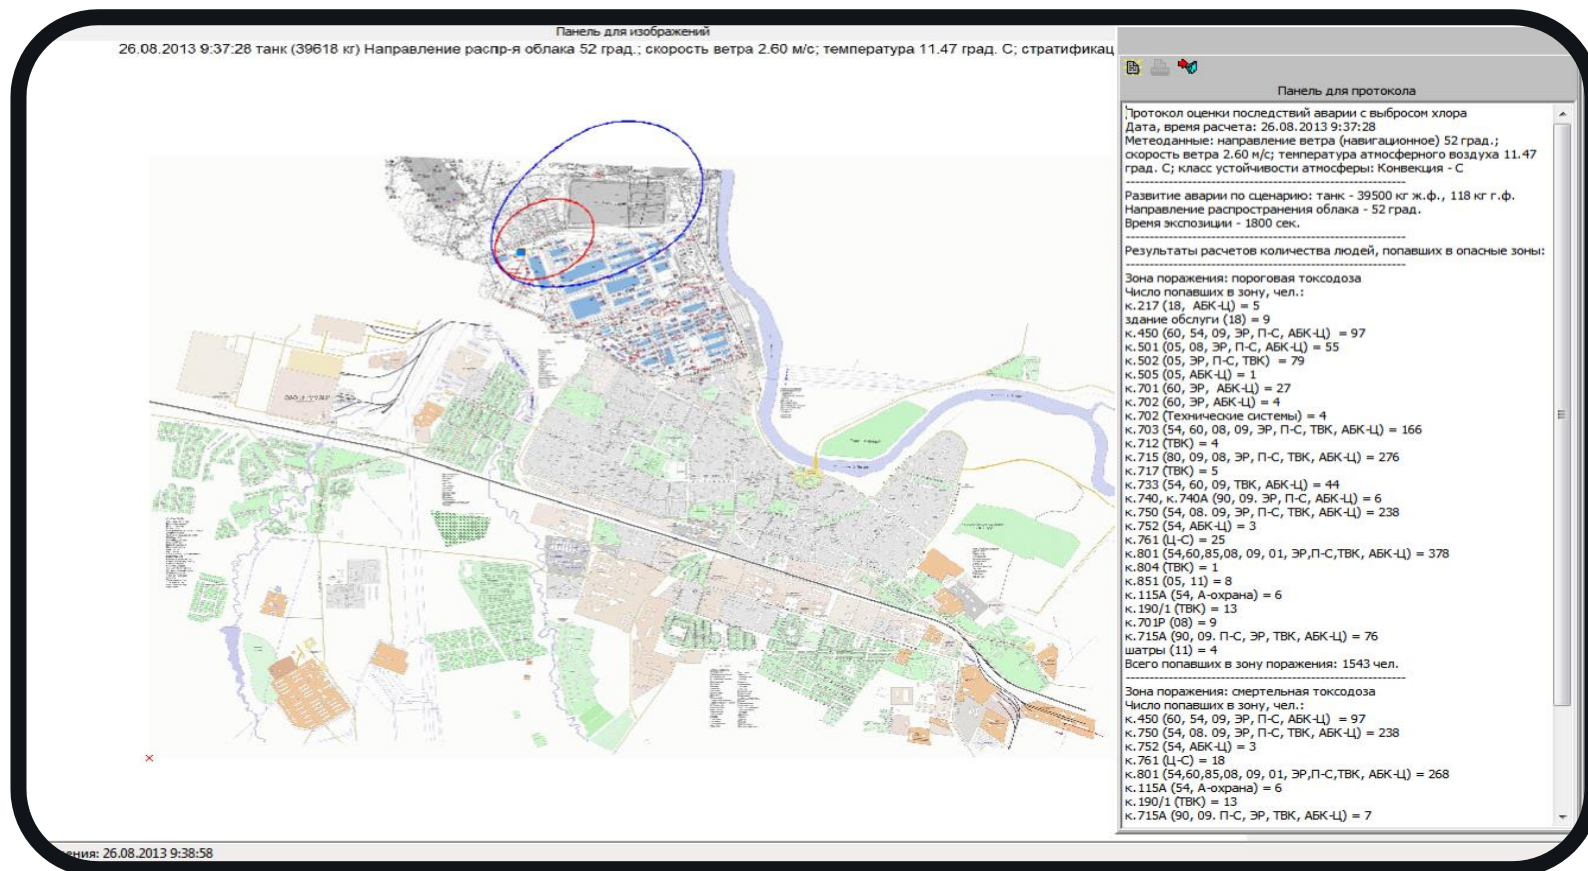 Панель для изображений
26.08.2013 9:37:28 танк (39618 кг) Направление распр-я облака 52 град.; скорость ветра 2.60 м/с; температура 11.47 град. С; стратификац
Панель для протокола
Протокол оценки последствий аварии с выбросом хлора
Дата, время расчета: 26.08.2013 9:37:28
Метеоданные: направление ветра (навигационное) 52 град.;
скорость ветра 2.60 м/с; температура атмосферного воздуха 11.47
град. С; класс устойчивости атмосферы: Конвекция - С
Развитие аварии по сценарию: танк - 39500 кг ж.ф., 118 кг г.ф.
Направление распространения облака - 52 град.
Время экспозиции - 1800 сек.
Результаты расчетов количества людей, попавших в опасные зоны:
Зона поражения: пороговая токсодоза
Число попавших в зону, чел.:
к.217 (18, АБК-Ц) = 5
здание обслуги (18) = 9
к.450 (60, 54, 09, ЭР, П-С, АБК-Ц) = 97
к.501 (05, 08, ЭР, П-С, АБК-Ц) = 55
к.502 (05, ЭР, П-С, ТВК) = 79
к.505 (05, АБК-Ц) = 1
к.701 (60, ЭР, АБК-Ц) = 27
к.702 (60, ЭР, АБК-Ц) = 4
к.702 (Технические системы) = 4
к.703 (54, 60, 08, 09, ЭР, П-С, ТВК, АБК-Ц) = 166
к.712 (ТВК) = 4
к.715 (80, 09, 08, ЭР, П-С, ТВК, АБК-Ц) = 276
к.717 (ТВК) = 5
к.733 (54, 60, 09, ТВК, АБК-Ц) = 44
к.740, к.740А (90, 09. ЭР, П-С, АБК-Ц) = 6
к.750 (54, 08. 09, ЭР, П-С, ТВК, АБК-Ц) = 238
к.752 (54, АБК-Ц) = 3
к.761 (Ц-С) = 25
к.801 (54,60,85,08, 09, 01, ЭР,П-С,ТВК, АБК-Ц) = 378
к.804 (ТВК) = 1
к.851 (05, 11) = 8
к.115А (54, А-охрана) = 6
к.190/1 (ТВК) = 13
к.701Р (08) = 9
к.715А (90, 09. П-С, ЭР, ТВК, АБК-Ц) = 76
шатры (11) = 4
Всего попавших в зону поражения: 1543 чел.
Зона поражения: смертельная токсодоза
Число попавших в зону, чел.:
к.450 (60, 54, 09, ЭР, П-С, АБК-Ц) = 97
к.750 (54, 08. 09, ЭР, П-С, ТВК, АБК-Ц) = 238
к.752 (54, АБК-Ц) = 3
к.761 (Ц-С) = 18
к.801 (54,60,85,08, 09, 01, ЭР,П-С,ТВК, АБК-Ц) = 268
к.115А (54, А-охрана) = 6
к.190/1 (ТВК) = 13
к.715А (90, 09. П-С, ЭР, ТВК, АБК-Ц) = 7
ения: 26.08.2013 9:38:58